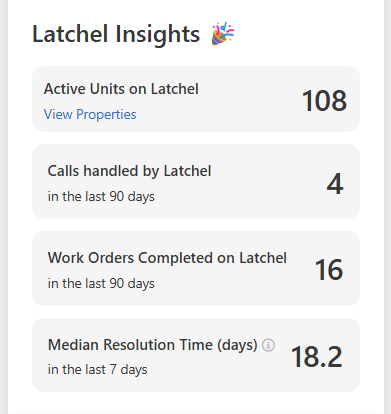 Latchel Insights 🎉
Active Units on Latchel
View Properties
108
Calls handled by Latchel
in the last 90 days
4
Work Orders Completed on Latchel
in the last 90 days
16
Median Resolution Time (days)
in the last 7 days
18.2